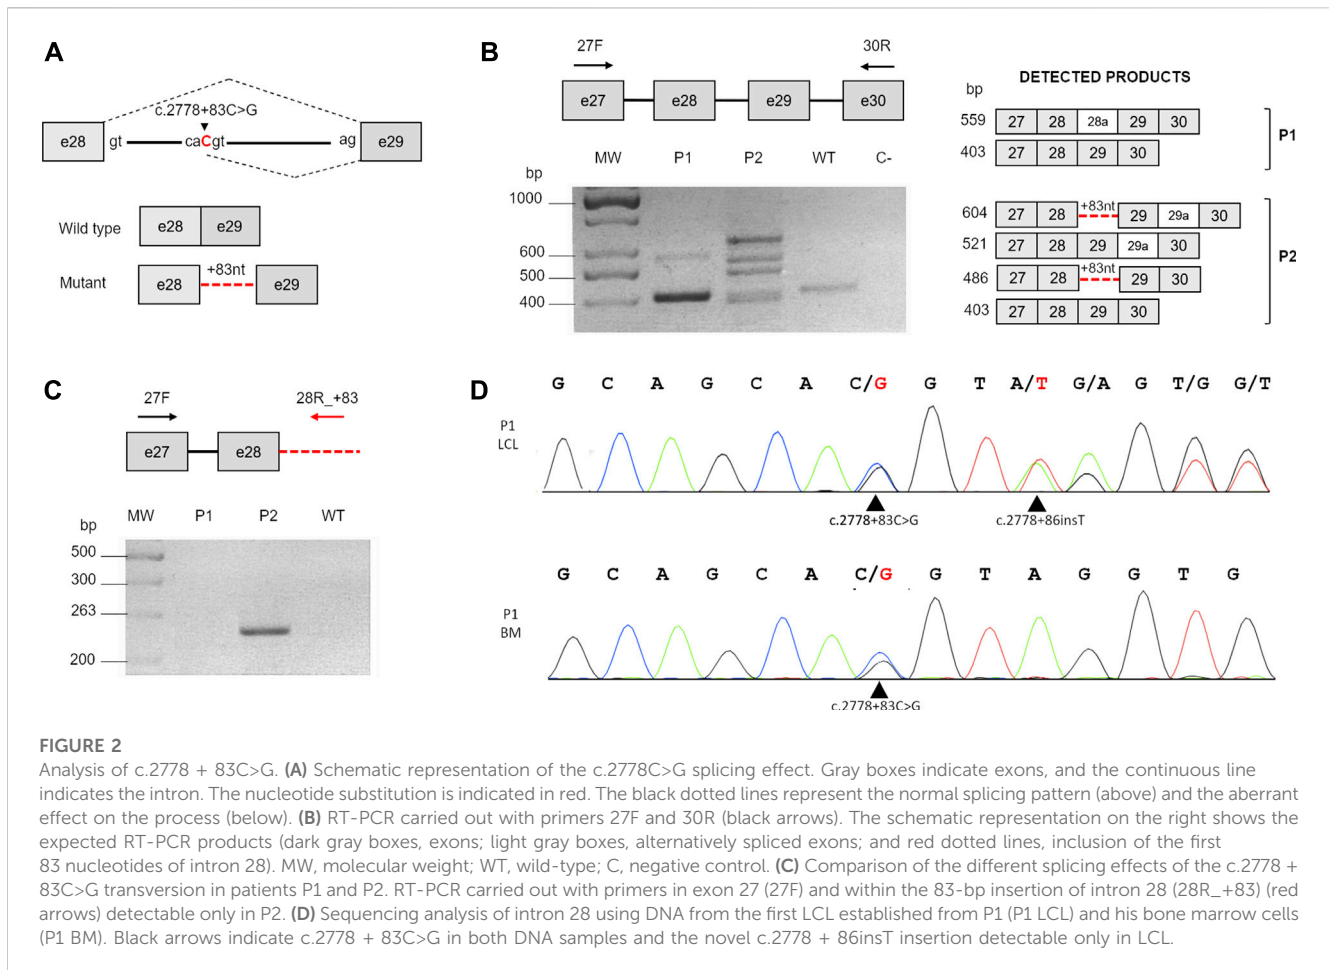 A
c.2778+83C>G
e28 gt caCgt ag e29
Wild type e28 e29
+83nt
Mutant e28 e29
B
27F 30R
e27 e28 e29 e30
MW P1 P2 WT C-
bp
1000
600
500
400
DETECTED PRODUCTS
bp
559 27 28 28a 29 30
403 27 28 29 30
P1
+83nt
604 27 28 29 29a 30
521 27 28 29 29a 30
+83nt
486 27 28 29 30
403 27 28 29 30
P2
C
27F 28R_+83
e27 e28
MW P1 P2 WT
bp
500
300
263
200
D
G C A G C A C/G G T A/T G/A G T/G G/T
P1
LCL
c.2778+83C>G c.2778+86insT
G C A G C A C/G G T A G G T G
P1
BM
c.2778+83C>G
FIGURE 2
Analysis of c.2778 + 83C>G. (A) Schematic representation of the c.2778C>G splicing effect. Gray boxes indicate exons, and the continuous line
indicates the intron. The nucleotide substitution is indicated in red. The black dotted lines represent the normal splicing pattern (above) and the aberrant
effect on the process (below). (B) RT-PCR carried out with primers 27F and 30R (black arrows). The schematic representation on the right shows the
expected RT-PCR products (dark gray boxes, exons; light gray boxes, alternatively spliced exons; and red dotted lines, inclusion of the first
83 nucleotides of intron 28). MW, molecular weight; WT, wild-type; C, negative control. (C) Comparison of the different splicing effects of the c.2778 +
83C>G transversion in patients P1 and P2. RT-PCR carried out with primers in exon 27 (27F) and within the 83-bp insertion of intron 28 (28R_+83) (red
arrows) detectable only in P2. (D) Sequencing analysis of intron 28 using DNA from the first LCL established from P1 (P1 LCL) and his bone marrow cells
(P1 BM). Black arrows indicate c.2778 + 83C>G in both DNA samples and the novel c.2778 + 86insT insertion detectable only in LCL.